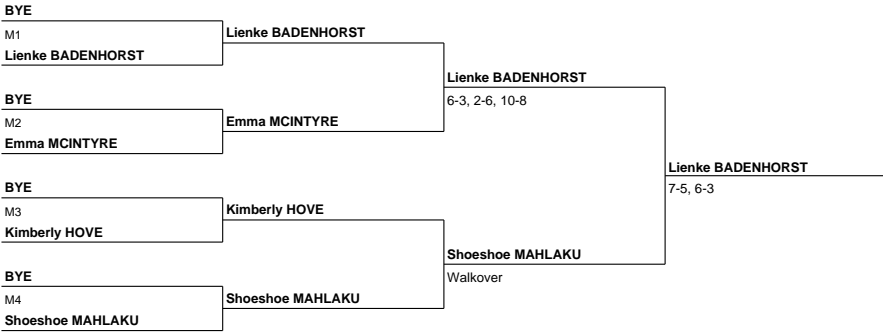 BYE
M1
Lienke BADENHORST
Lienke BADENHORST
BYE
M2
Emma MCINTYRE
Emma MCINTYRE
Lienke BADENHORST
6-3, 2-6, 10-8
BYE
M3
Kimberly HOVE
Kimberly HOVE
BYE
M4
Shoeshoe MAHLAKU
Shoeshoe MAHLAKU
Shoeshoe MAHLAKU
Walkover
Lienke BADENHORST
7-5, 6-3